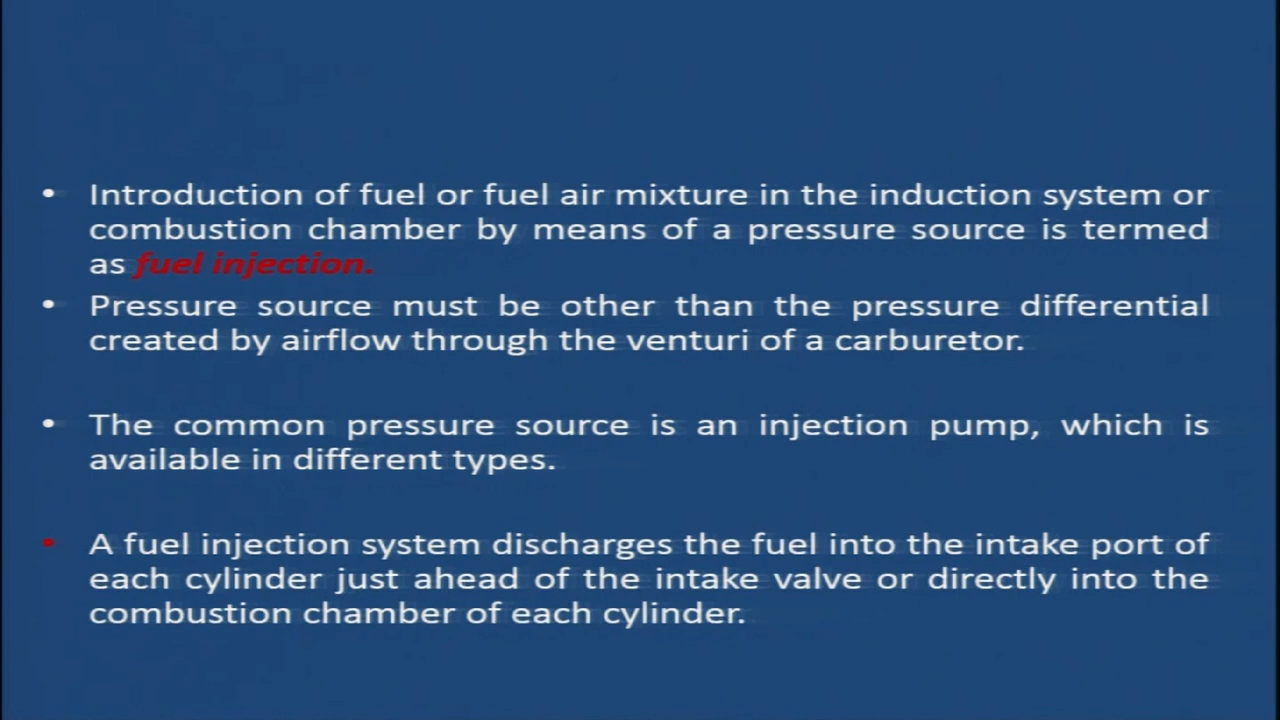 • Introduction of fuel or fuel air mixture in the induction system or
combustion chamber by means of a pressure source is termed
as fuel injection.
• Pressure source must be other than the pressure differential
created by airflow through the venturi of a carburetor.
• The common pressure source is an injection pump, which is
available in different types.
• A fuel injection system discharges the fuel into the intake port of
each cylinder just ahead of the intake valve or directly into the
combustion chamber of each cylinder.